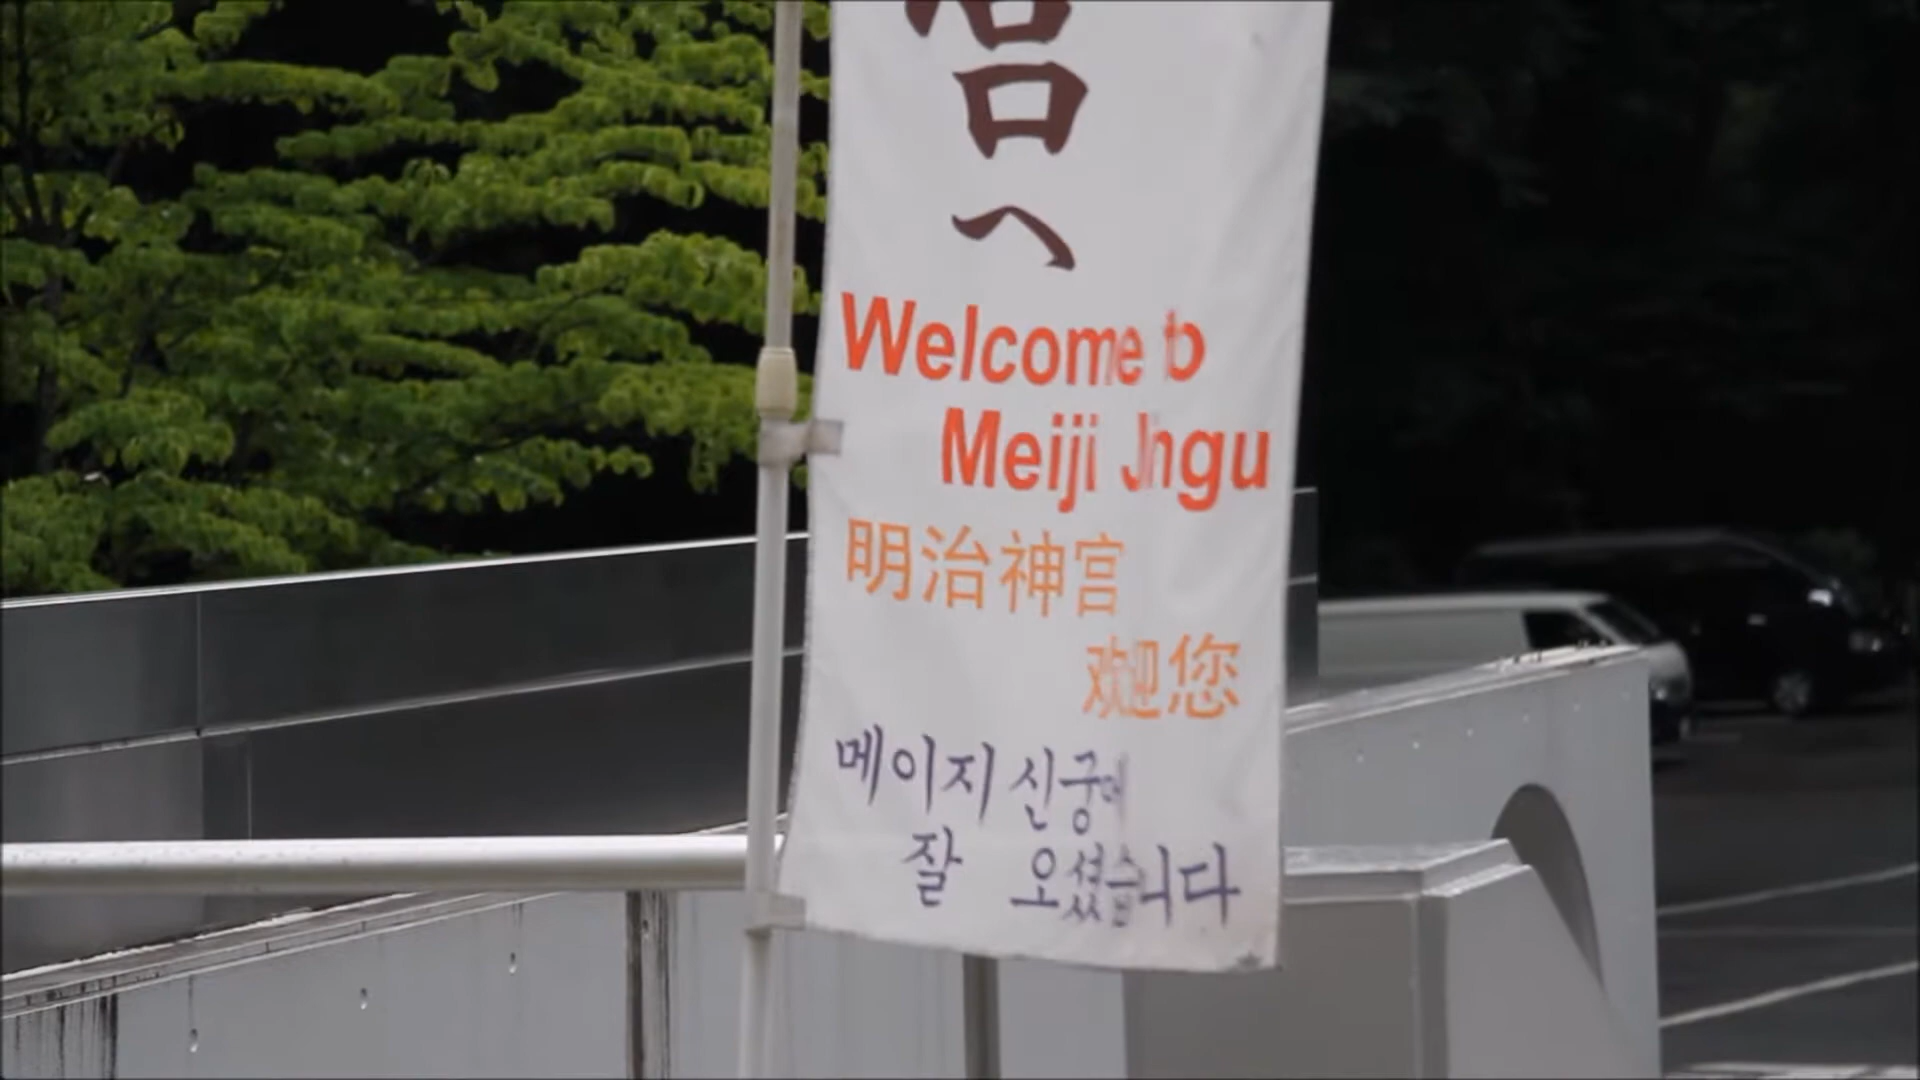 宮へ
Welcome to
Meiji Jingu
明治神宫
欢迎您
메이지 신궁에
잘 오셨습니다